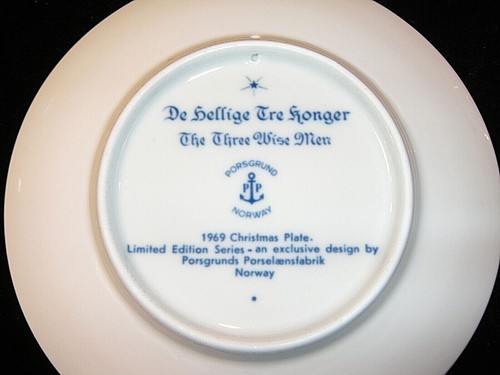 De Hellige Tre Konger
The Three Wise Men
PORSGRUND
P P
NORWAY
1969 Christmas Plate.
Limited Edition Series - an exclusive design by
Porsgrunds Porselænsfabrik
Norway